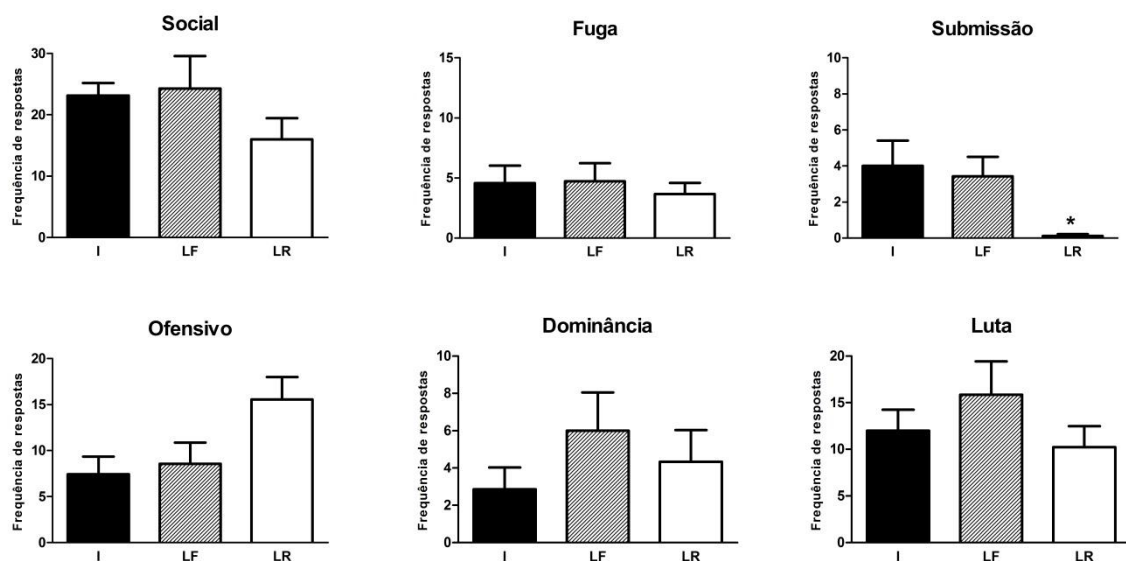 Social
Frequência de respostas
30
20
10
0
I LF LR
Fuga
Frequência de respostas
15
10
5
0
I LF LR
Submissão
Frequência de respostas
10
8
6
4
2
0
*
I LF LR
Ofensivo
Frequência de respostas
20
15
10
5
0
I LF LR
Dominância
Frequência de respostas
10
8
6
4
2
0
I LF LR
Luta
Frequência de respostas
20
15
10
5
0
I LF LR